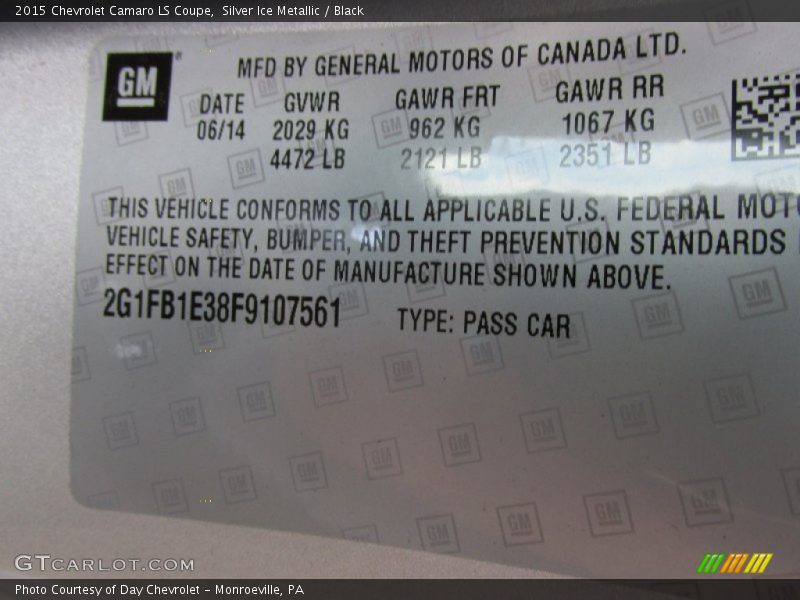 2015 Chevrolet Camaro LS Coupe, Silver Ice Metallic / Black
GM
MFD BY GENERAL MOTORS OF CANADA LTD.
DATE GVWR GAWR FRT GAWR RR
06/14 2029 KG 962 KG 1067 KG
4472 LB 2121 LB 2351 LB
THIS VEHICLE CONFORMS TO ALL APPLICABLE U.S. FEDERAL MOTO
VEHICLE SAFETY, BUMPER, AND THEFT PREVENTION STANDARDS
EFFECT ON THE DATE OF MANUFACTURE SHOWN ABOVE.
2G1FB1E38F9107561 TYPE: PASS CAR
GTCARLOT.COM
Photo Courtesy of Day Chevrolet – Monroeville, PA